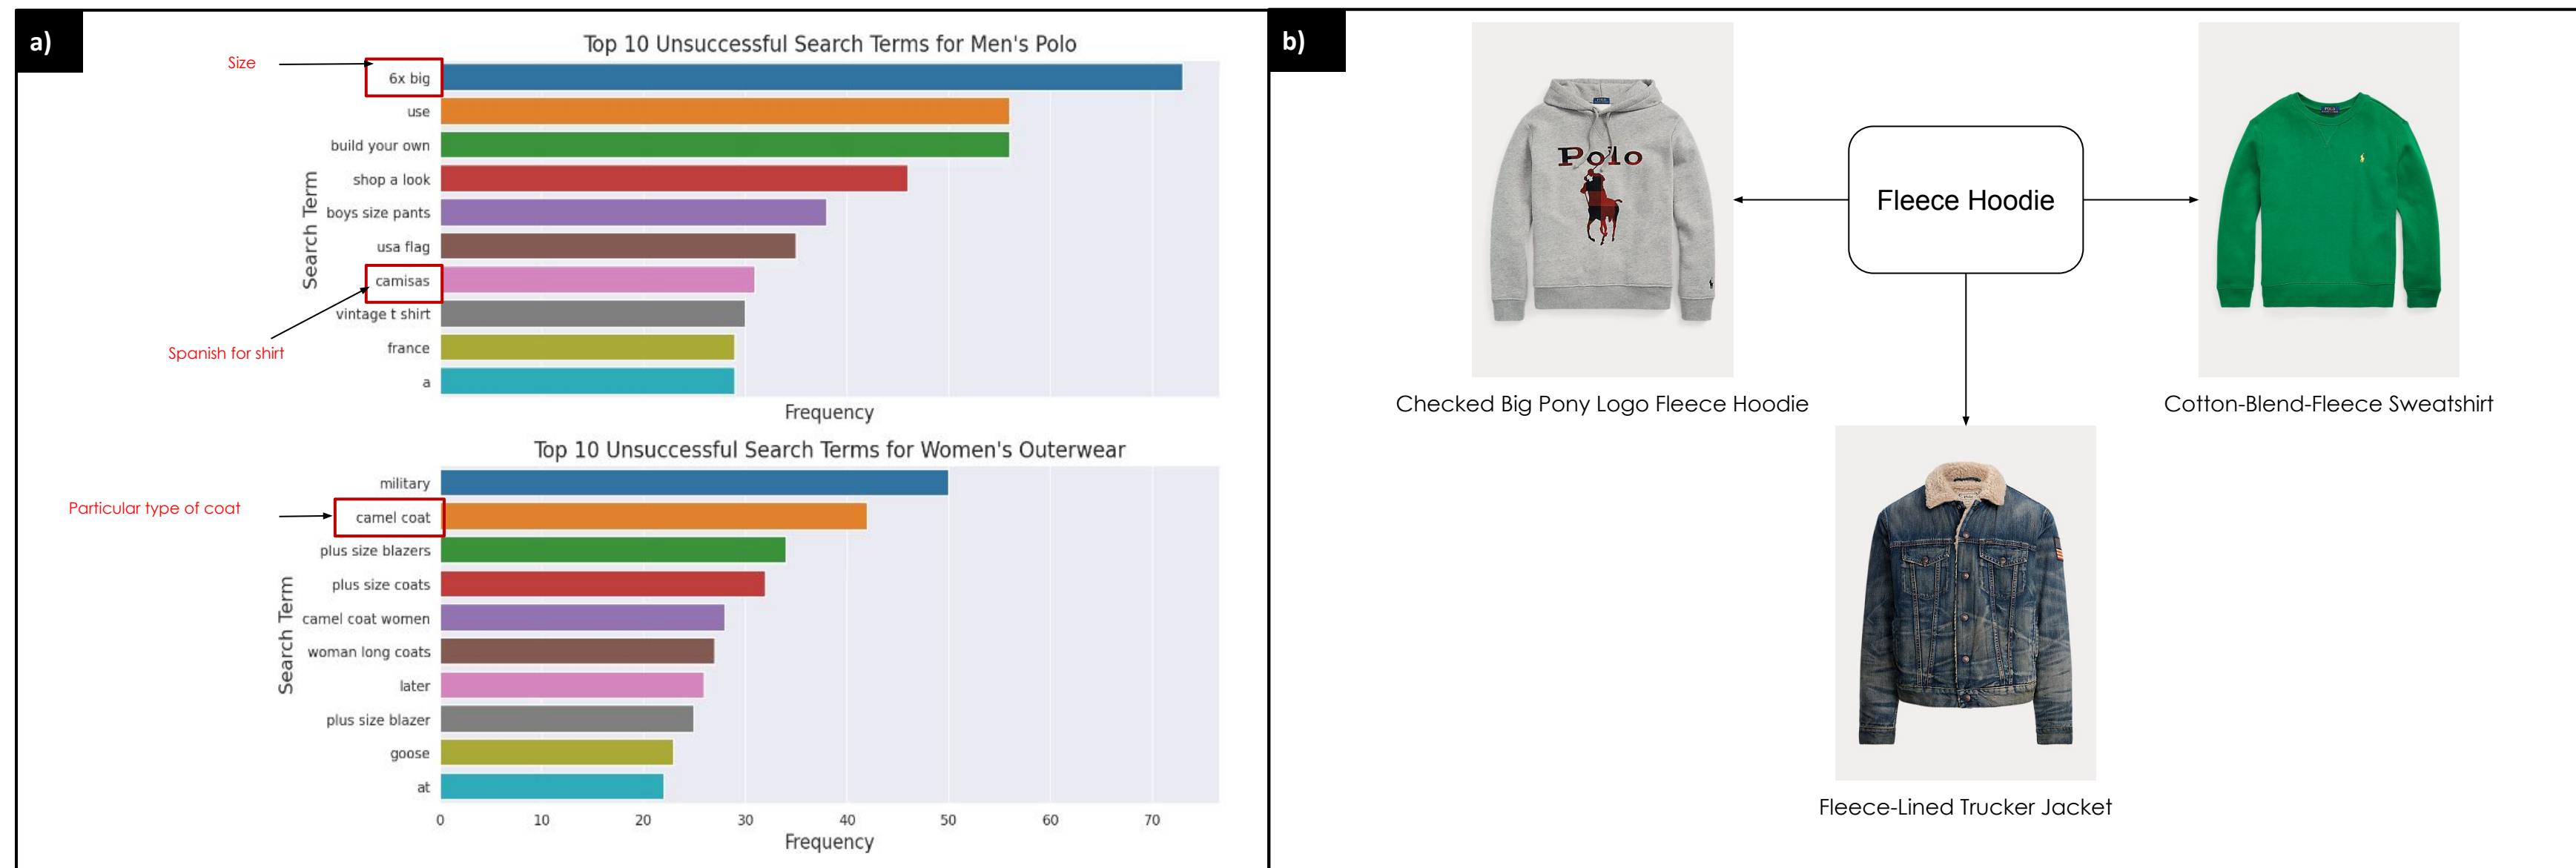 a)
Top 10 Unsuccessful Search Terms for Men's Polo
Size
6x big
use
build your own
shop a look
boys size pants
usa flag
camisas
vintage t shirt
france
a
Search Term
Spanish for shirt
Frequency
Top 10 Unsuccessful Search Terms for Women's Outerwear
military
Particular type of coat
camel coat
plus size blazers
plus size coats
camel coat women
woman long coats
later
plus size blazer
goose
at
Search Term
0 10 20 30 40 50 60 70
Frequency
b)
Polo
Fleece Hoodie
Checked Big Pony Logo Fleece Hoodie
Cotton-Blend-Fleece Sweatshirt
Fleece-Lined Trucker Jacket